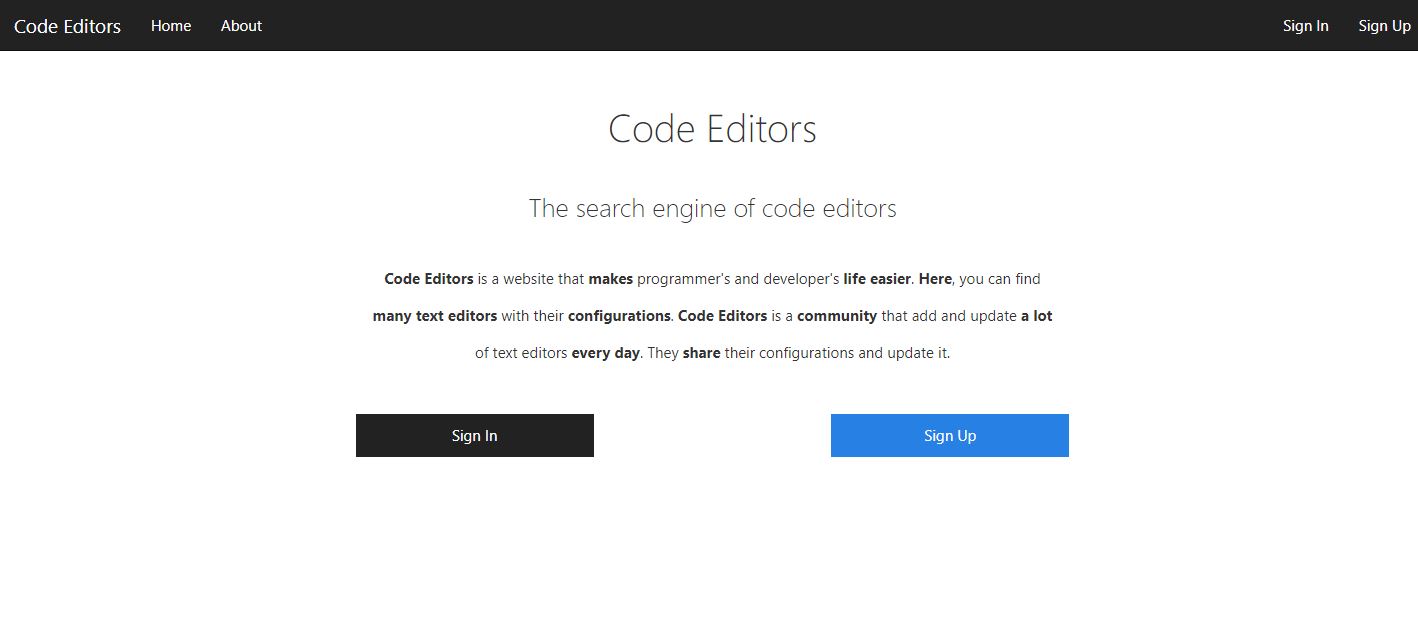 Code Editors Home About Sign In Sign Up
Code Editors
The search engine of code editors
Code Editors is a website that makes programmer's and developer's life easier. Here, you can find
many text editors with their configurations. Code Editors is a community that add and update a lot
of text editors every day. They share their configurations and update it.
Sign In Sign Up